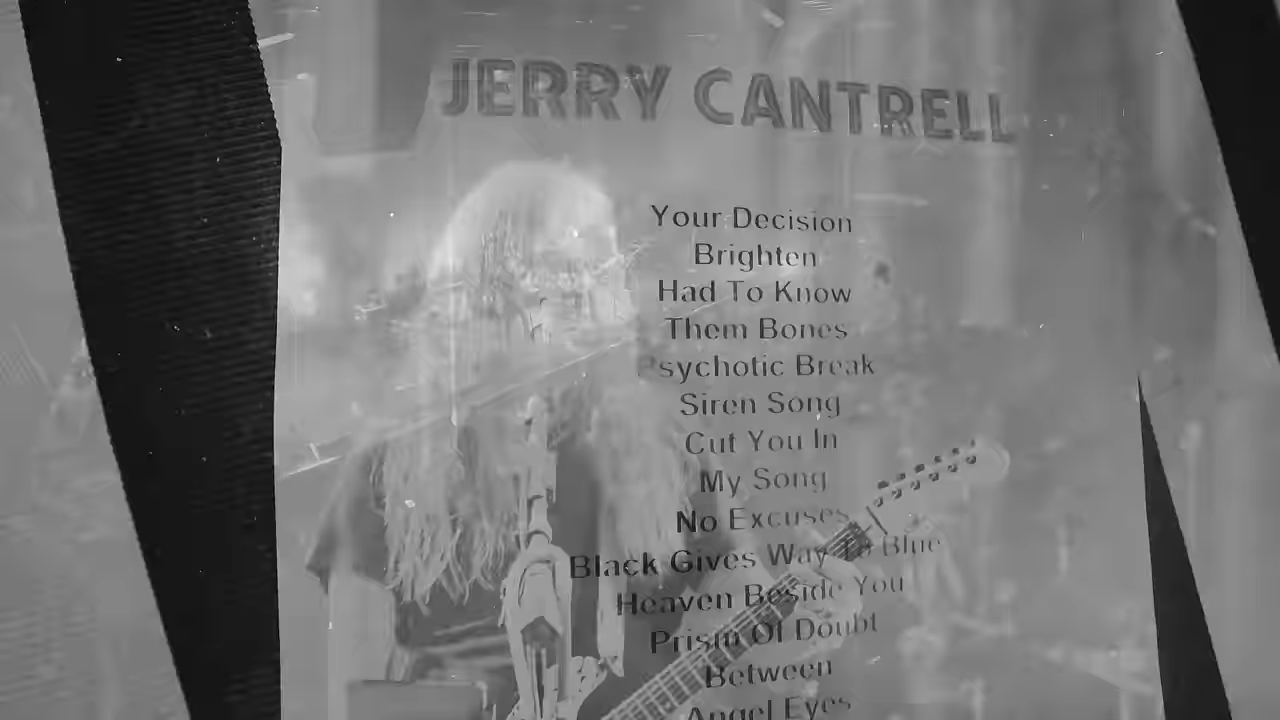 JERRY CANTRELL
Your Decision
Brighten
Had To Know
Them Bones
Psychotic Break
Siren Song
Cut You In
My Song
No Excuses
Black Gives Way To Blue
Heaven Beside You
Prism Of Doubt
Between
Angel Eyes